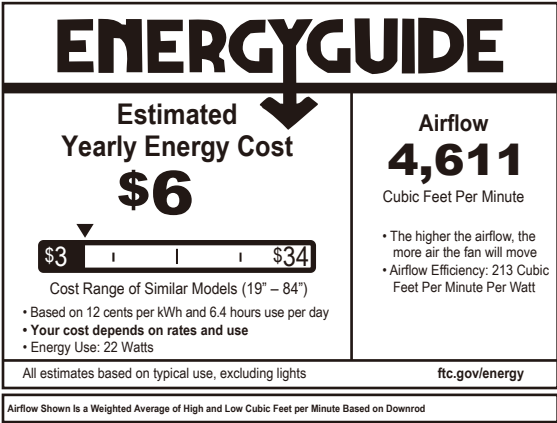 ENERGYGUIDE
Estimated
Yearly Energy Cost
$6
$3
$34
Cost Range of Similar Models (19” – 84”)
• Based on 12 cents per kWh and 6.4 hours use per day
• Your cost depends on rates and use
• Energy Use: 22 Watts
Airflow
4,611
Cubic Feet Per Minute
• The higher the airflow, the
more air the fan will move
• Airflow Efficiency: 213 Cubic
Feet Per Minute Per Watt
All estimates based on typical use, excluding lights
ftc.gov/energy
Airflow Shown Is a Weighted Average of High and Low Cubic Feet per Minute Based on Downrod